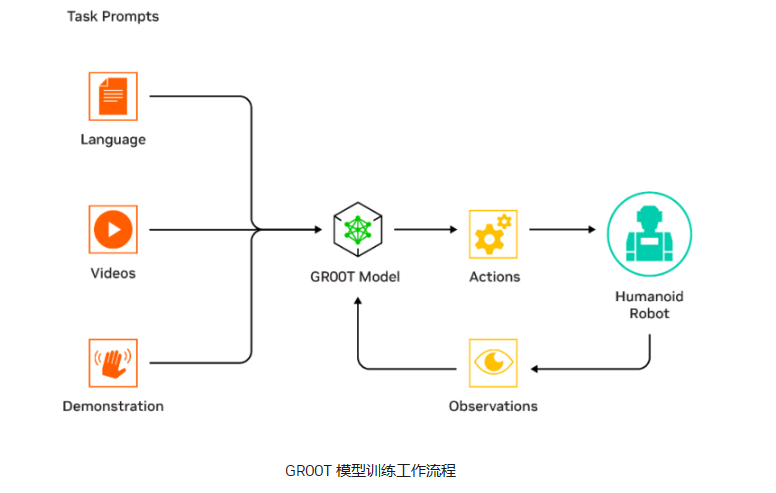 Task Prompts
Language
Videos
Demonstration
GR00T Model
Actions
Humanoid
Robot
Observations
GR00T 模型训练工作流程